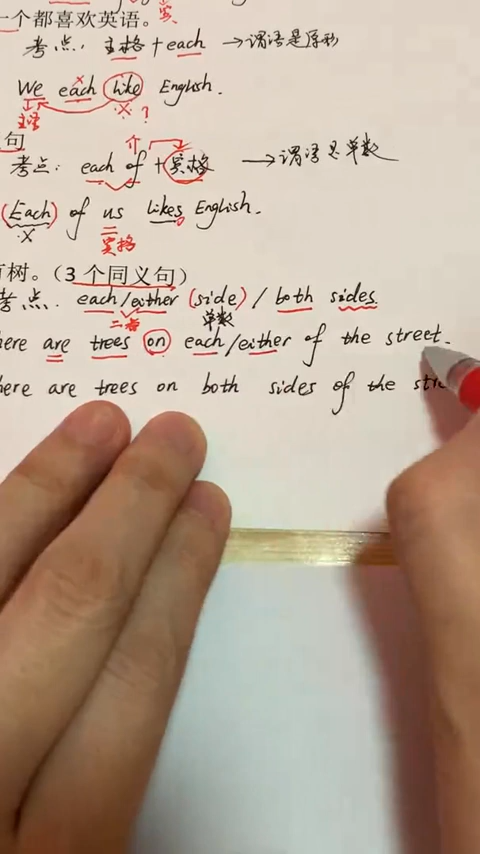 一个都喜欢英语。 宾
考点: 主格 + each → 谓语是原形
We each like English.
主语 ?
句 介
考点: each of + 宾格 → 谓语是单数
(Each) of us likes English.
宾格
树。(3 个同义句)
考点. each/either (side) / both sides.
二者 单数
ere are trees on each/either of the street.
here are trees on both sides of the str